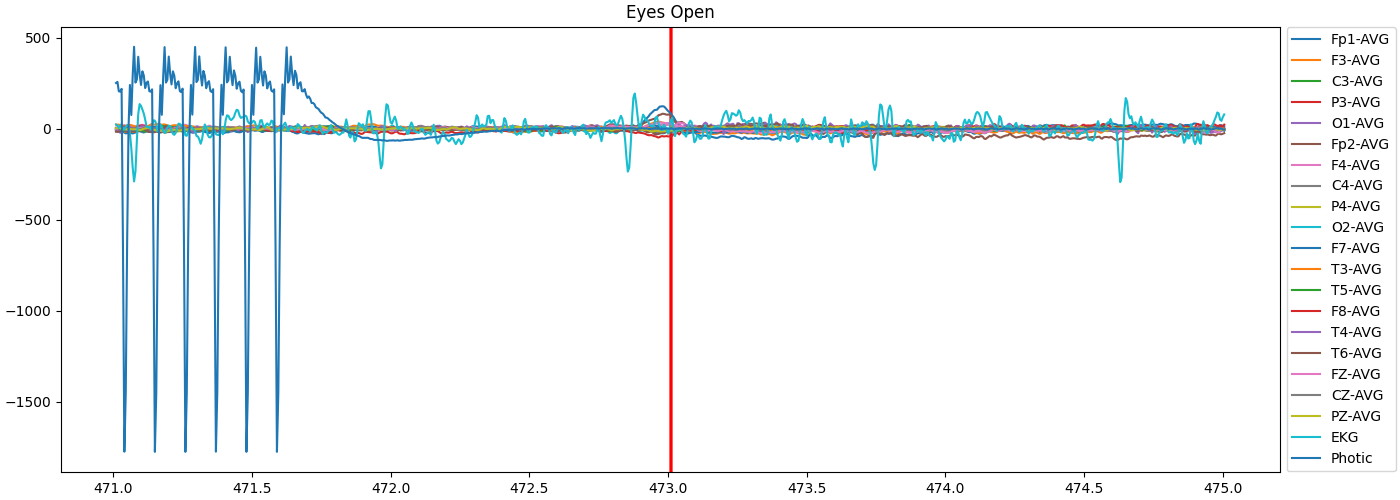 Eyes Open
500
0
−500
−1000
−1500
471.0 471.5 472.0 472.5 473.0 473.5 474.0 474.5 475.0
Fp1-AVG
F3-AVG
C3-AVG
P3-AVG
O1-AVG
Fp2-AVG
F4-AVG
C4-AVG
P4-AVG
O2-AVG
F7-AVG
T3-AVG
T5-AVG
F8-AVG
T4-AVG
T6-AVG
FZ-AVG
CZ-AVG
PZ-AVG
EKG
Photic